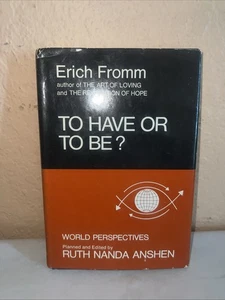 Erich Fromm
author of THE ART OF LOVING
and THE REVOLUTION OF HOPE
TO HAVE OR
TO BE?
WORLD PERSPECTIVES
Planned and Edited by
RUTH NANDA ANSHEN